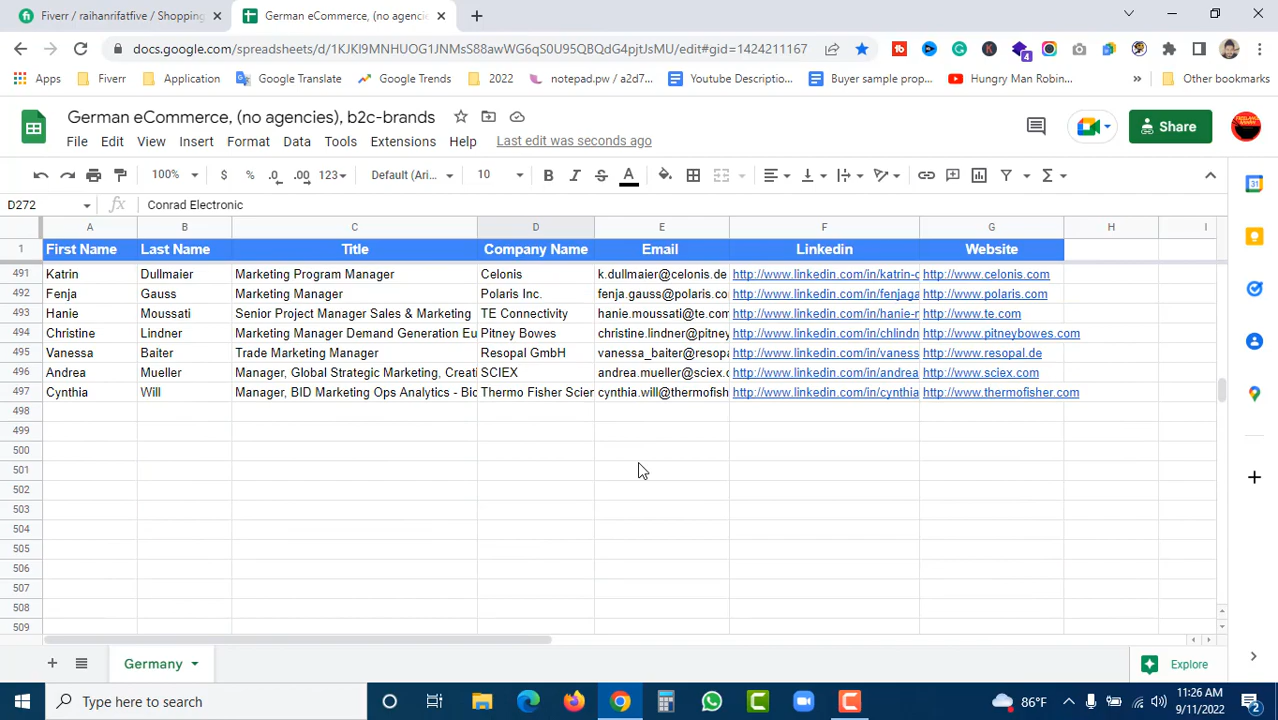 Fiverr / raihanrifatfive / Shopping
German eCommerce, (no agencie
docs.google.com/spreadsheets/d/1KJKI9MNHUOG1JNMsS88awWG6qS0U95QBQdG4pjtJsMU/edit#gid=1424211167
4
Apps
Fiverr
Application
Google Translate
Google Trends
2022
notepad.pw / a2d7...
Youtube Description...
Buyer sample prop...
Hungry Man Robin...
Other bookmarks
German eCommerce, (no agencies), b2c-brands
File Edit View Insert Format Data Tools Extensions Help Last edit was seconds ago
Share
100% $ % .0 .00 123 Default (Ari... 10
D272 fx Conrad Electronic
A B C D E F G H I
1 First Name Last Name Title Company Name Email Linkedin Website
491 Katrin Dullmaier Marketing Program Manager Celonis k.dullmaier@celonis.de http://www.linkedin.com/in/katrin-c http://www.celonis.com
492 Fenja Gauss Marketing Manager Polaris Inc. fenja.gauss@polaris.co http://www.linkedin.com/in/fenjaga http://www.polaris.com
493 Hanie Moussati Senior Project Manager Sales & Marketing TE Connectivity hanie.moussati@te.com http://www.linkedin.com/in/hanie-r http://www.te.com
494 Christine Lindner Marketing Manager Demand Generation Eu Pitney Bowes christine.lindner@pitney http://www.linkedin.com/in/chlindn http://www.pitneybowes.com
495 Vanessa Baiter Trade Marketing Manager Resopal GmbH vanessa_baiter@resopa http://www.linkedin.com/in/vaness http://www.resopal.de
496 Andrea Mueller Manager, Global Strategic Marketing, Creati SCIEX andrea.mueller@sciex.c http://www.linkedin.com/in/andrea http://www.sciex.com
497 Cynthia Will Manager, BID Marketing Ops Analytics - Bio Thermo Fisher Scier cynthia.will@thermofish http://www.linkedin.com/in/cynthia http://www.thermofisher.com
498
499
500
501
502
503
504
505
506
507
508
509
Germany
Explore
Type here to search
86°F
11:26 AM
9/11/2022
2